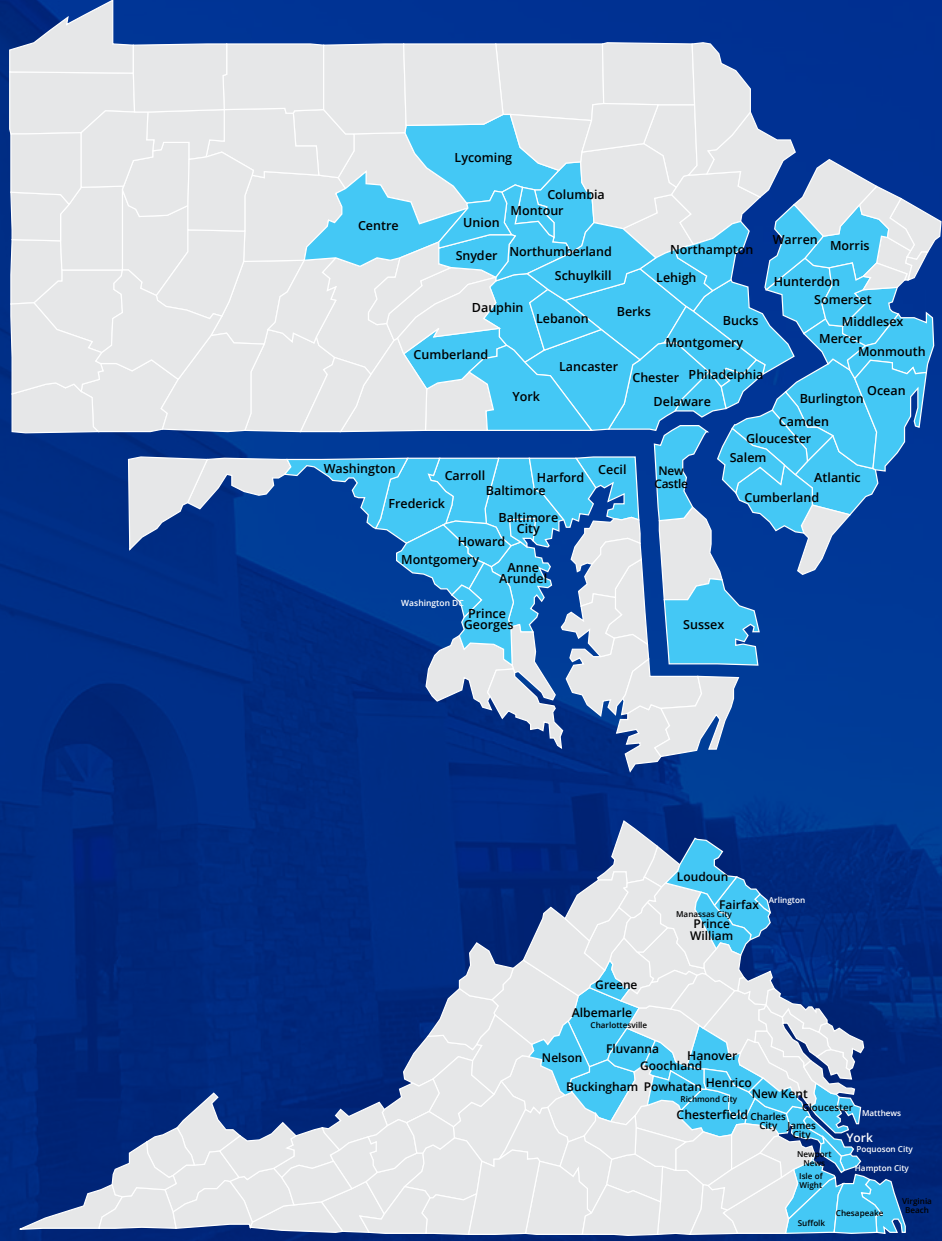 Lycoming
Columbia
Montour
Centre
Union
Northumberland
Snyder
Northampton
Schuylkill
Lehigh
Dauphin
Lebanon
Berks
Bucks
Montgomery
Cumberland
Lancaster
Chester
Philadelphia
York
Delaware
Warren
Morris
Hunterdon
Somerset
Middlesex
Mercer
Monmouth
Ocean
Burlington
Camden
Gloucester
Salem
Atlantic
Cumberland
Washington
Carroll
Harford
Cecil
Baltimore
Frederick
Baltimore
City
Howard
Montgomery
Anne
Arundel
Washington DC
Prince
Georges
New
Castle
Sussex
Loudoun
Fairfax
Arlington
Manassas City
Prince
William
Greene
Albemarle
Charlottesville
Nelson
Fluvanna
Goochland
Hanover
Buckingham
Powhatan
Henrico
Richmond City
New Kent
Chesterfield
Charles
City
James
City
Gloucester
Matthews
York
Poquoson City
Newport
News
Hampton City
Isle of
Wight
Suffolk
Chesapeake
Virginia
Beach